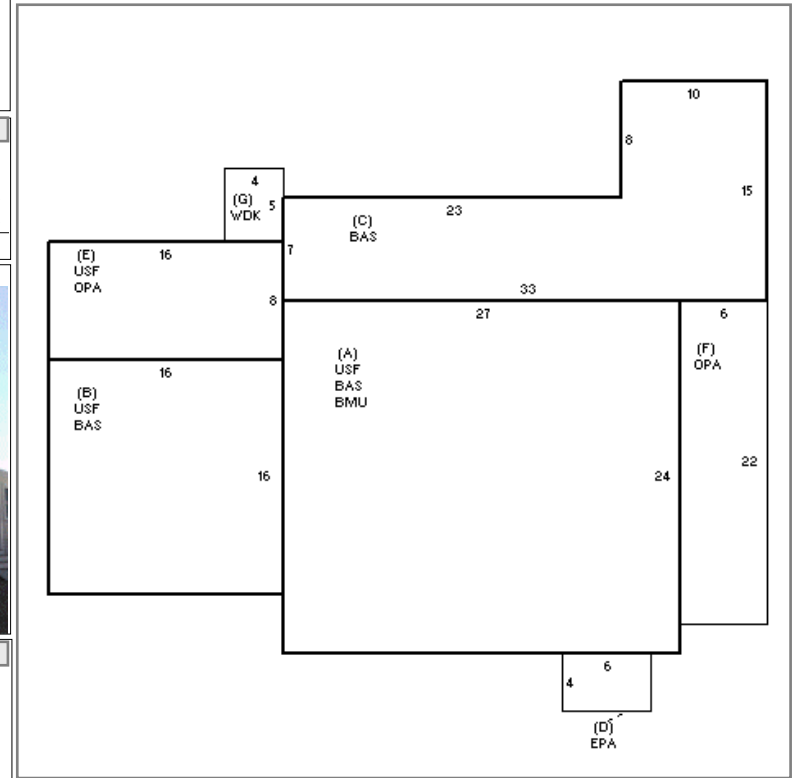 10
8
15
4
(G)
WDK
5
23
(C)
BAS
7
(E)
USF
OPA
16
8
33
27
6
(A)
USF
BAS
BMU
(F)
OPA
16
(B)
USF
BAS
16
24
22
6
4
(D)
EPA